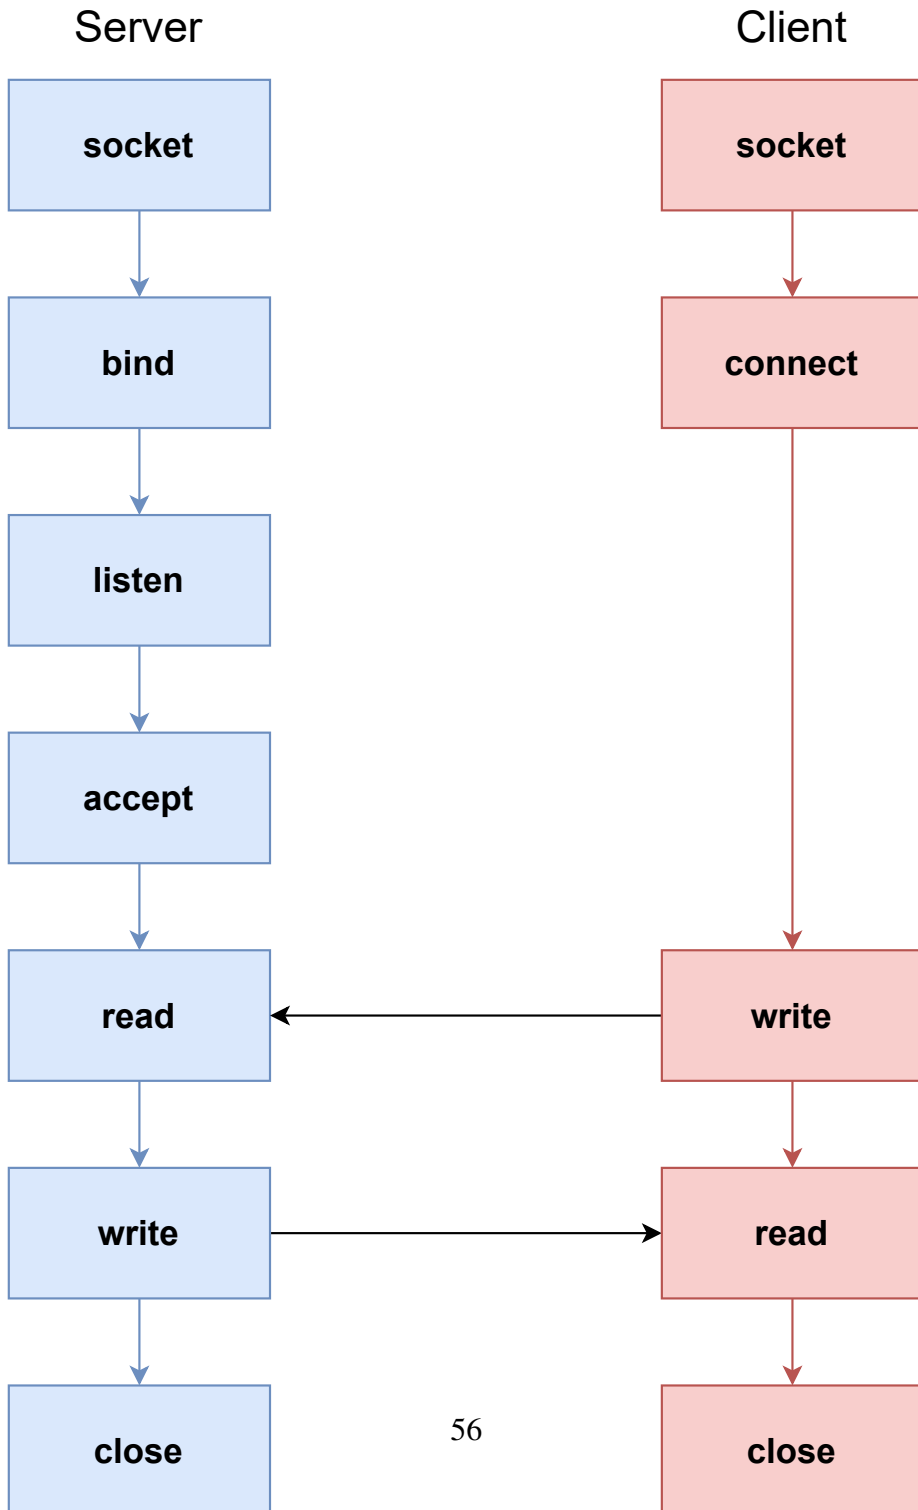 Server
Client
socket
socket
bind
connect
listen
accept
read
write
write
read
close
56
close